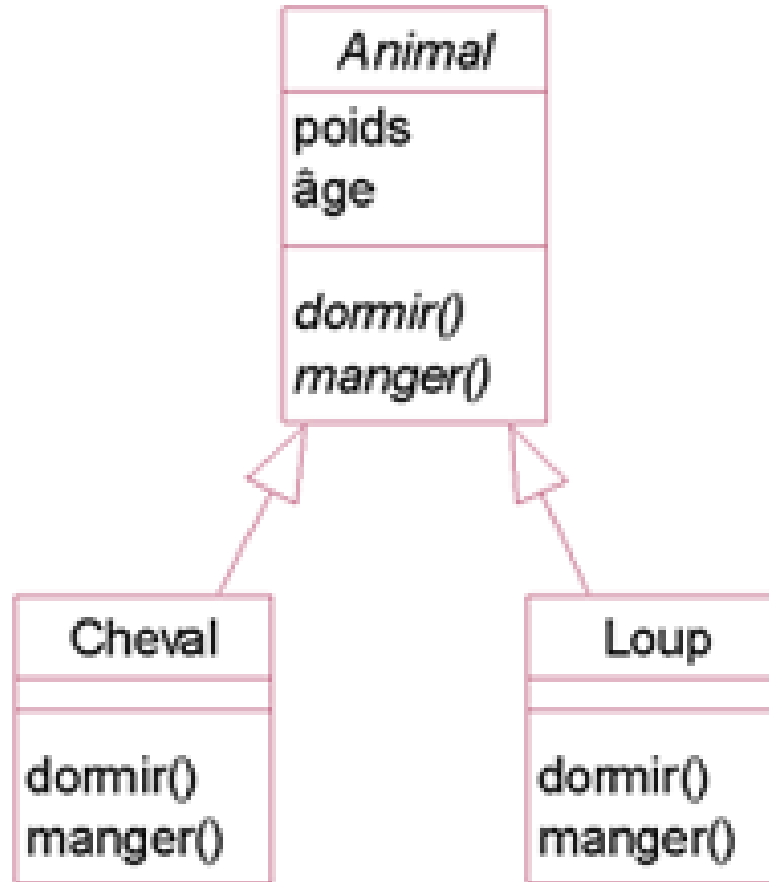 Animal
poids
âge
dormir()
manger()
Cheval
dormir()
manger()
Loup
dormir()
manger()